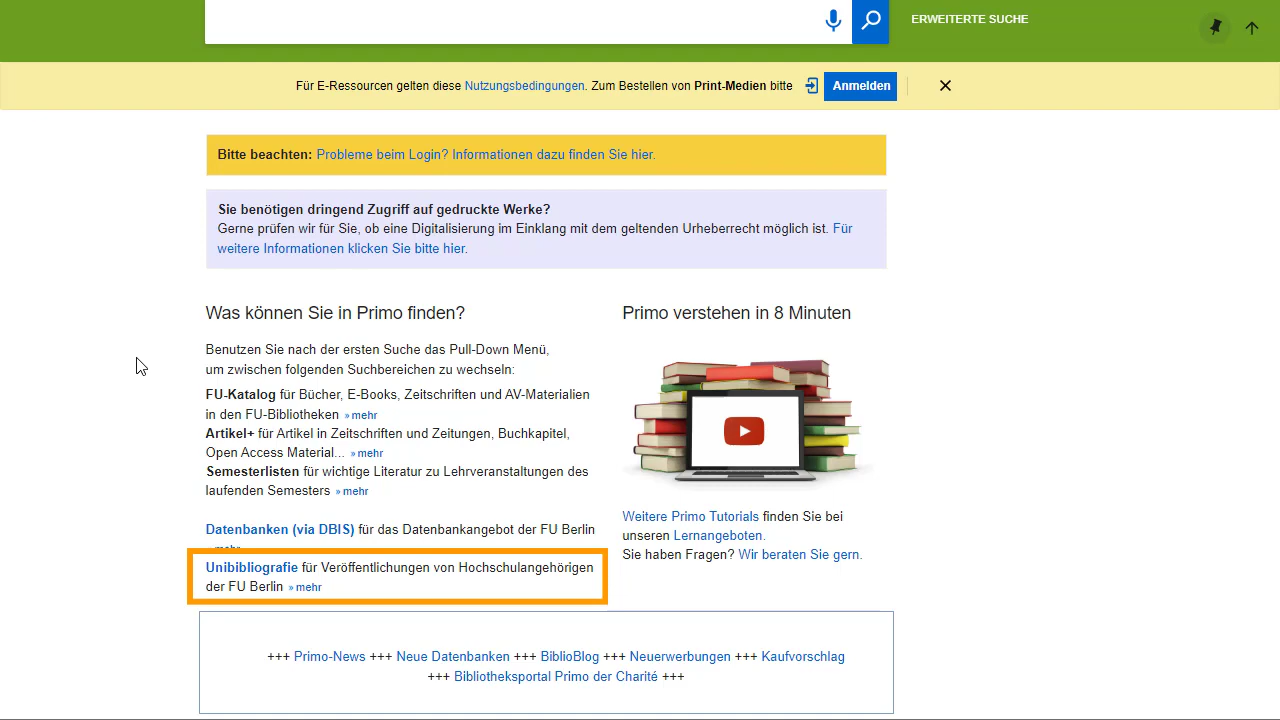 ERWEITERTE SUCHE
Für E-Ressourcen gelten diese Nutzungsbedingungen. Zum Bestellen von Print-Medien bitte Anmelden
Bitte beachten: Probleme beim Login? Informationen dazu finden Sie hier.
Sie benötigen dringend Zugriff auf gedruckte Werke?
Gerne prüfen wir für Sie, ob eine Digitalisierung im Einklang mit dem geltenden Urheberrecht möglich ist. Für
weitere Informationen klicken Sie bitte hier.
Was können Sie in Primo finden?
Benutzen Sie nach der ersten Suche das Pull-Down Menü,
um zwischen folgenden Suchbereichen zu wechseln:
FU-Katalog für Bücher, E-Books, Zeitschriften und AV-Materialien
in den FU-Bibliotheken »mehr
Artikel+ für Artikel in Zeitschriften und Zeitungen, Buchkapitel,
Open Access Material... »mehr
Semesterlisten für wichtige Literatur zu Lehrveranstaltungen des
laufenden Semesters »mehr
Datenbanken (via DBIS) für das Datenbankangebot der FU Berlin
»mehr
Unibibliografie für Veröffentlichungen von Hochschulangehörigen
der FU Berlin »mehr
Primo verstehen in 8 Minuten
Weitere Primo Tutorials finden Sie bei
unseren Lernangeboten.
Sie haben Fragen? Wir beraten Sie gern.
+++ Primo-News +++ Neue Datenbanken +++ BiblioBlog +++ Neuerwerbungen +++ Kaufvorschlag
+++ Bibliotheksportal Primo der Charité +++